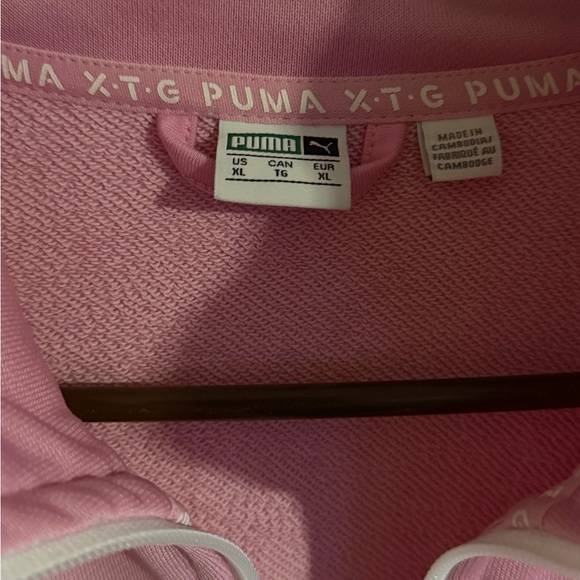 MA X·T·G PUMA X·T·G PUMA
PUMA
US CAN EUR
XL TG XL
MADE IN
CAMBODIA/
FABRIQUÉ AU
CAMBODGE